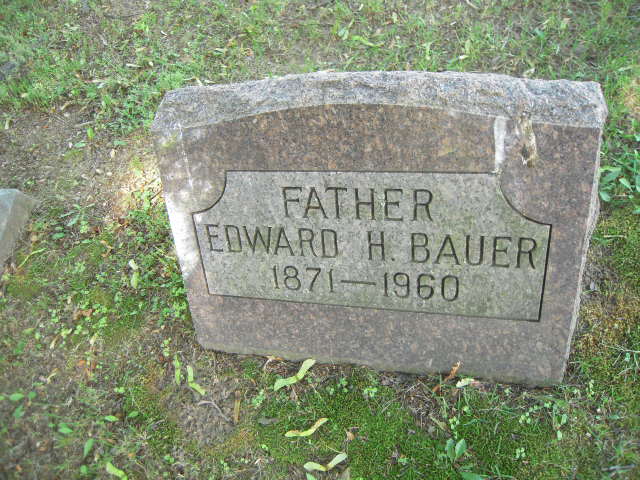 FATHER
EDWARD H. BAUER
1871—1960